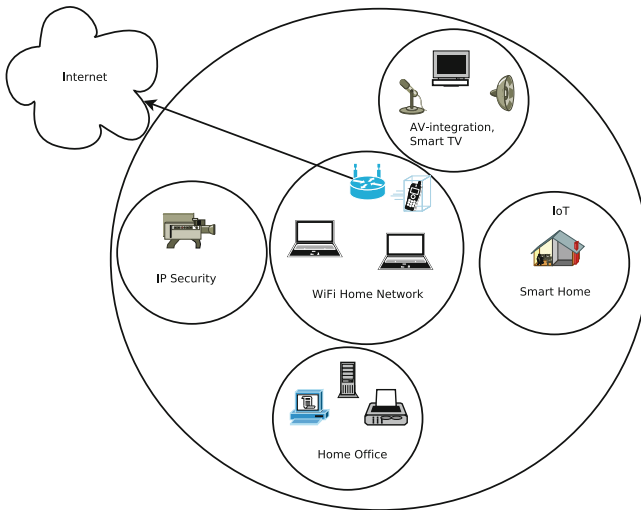 Internet
AV-integration,
Smart TV
IoT
IP Security
WiFi Home Network
Smart Home
Home Office